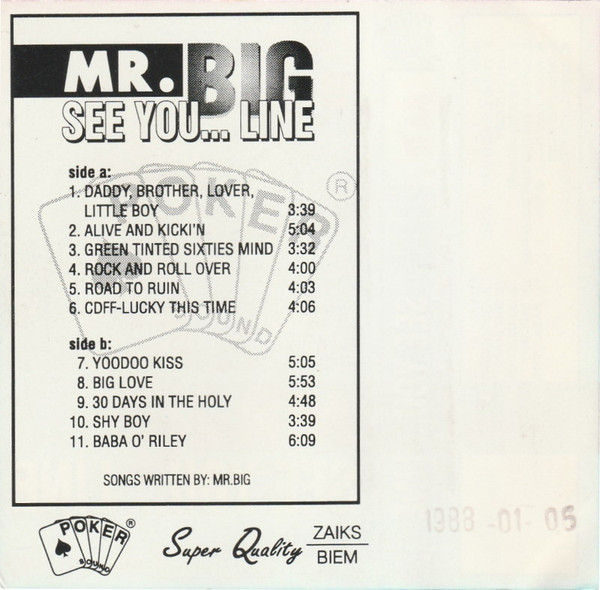 MR. BIG
SEE YOU... LINE
side a:
1. DADDY, BROTHER, LOVER,
LITTLE BOY 3:39
2. ALIVE AND KICKI'N 5:04
3. GREEN TINTED SIXTIES MIND 3:32
4. ROCK AND ROLL OVER 4:00
5. ROAD TO RUIN 4:03
6. CDFF-LUCKY THIS TIME 4:06
POKER ®
SOUND
side b:
7. YOODOO KISS 5:05
8. BIG LOVE 5:53
9. 30 DAYS IN THE HOLY 4:48
10. SHY BOY 3:39
11. BABA O' RILEY 6:09
SONGS WRITTEN BY: MR.BIG
POKER ®
SOUND
Super Quality
ZAIKS
BIEM
1388 -01- 05